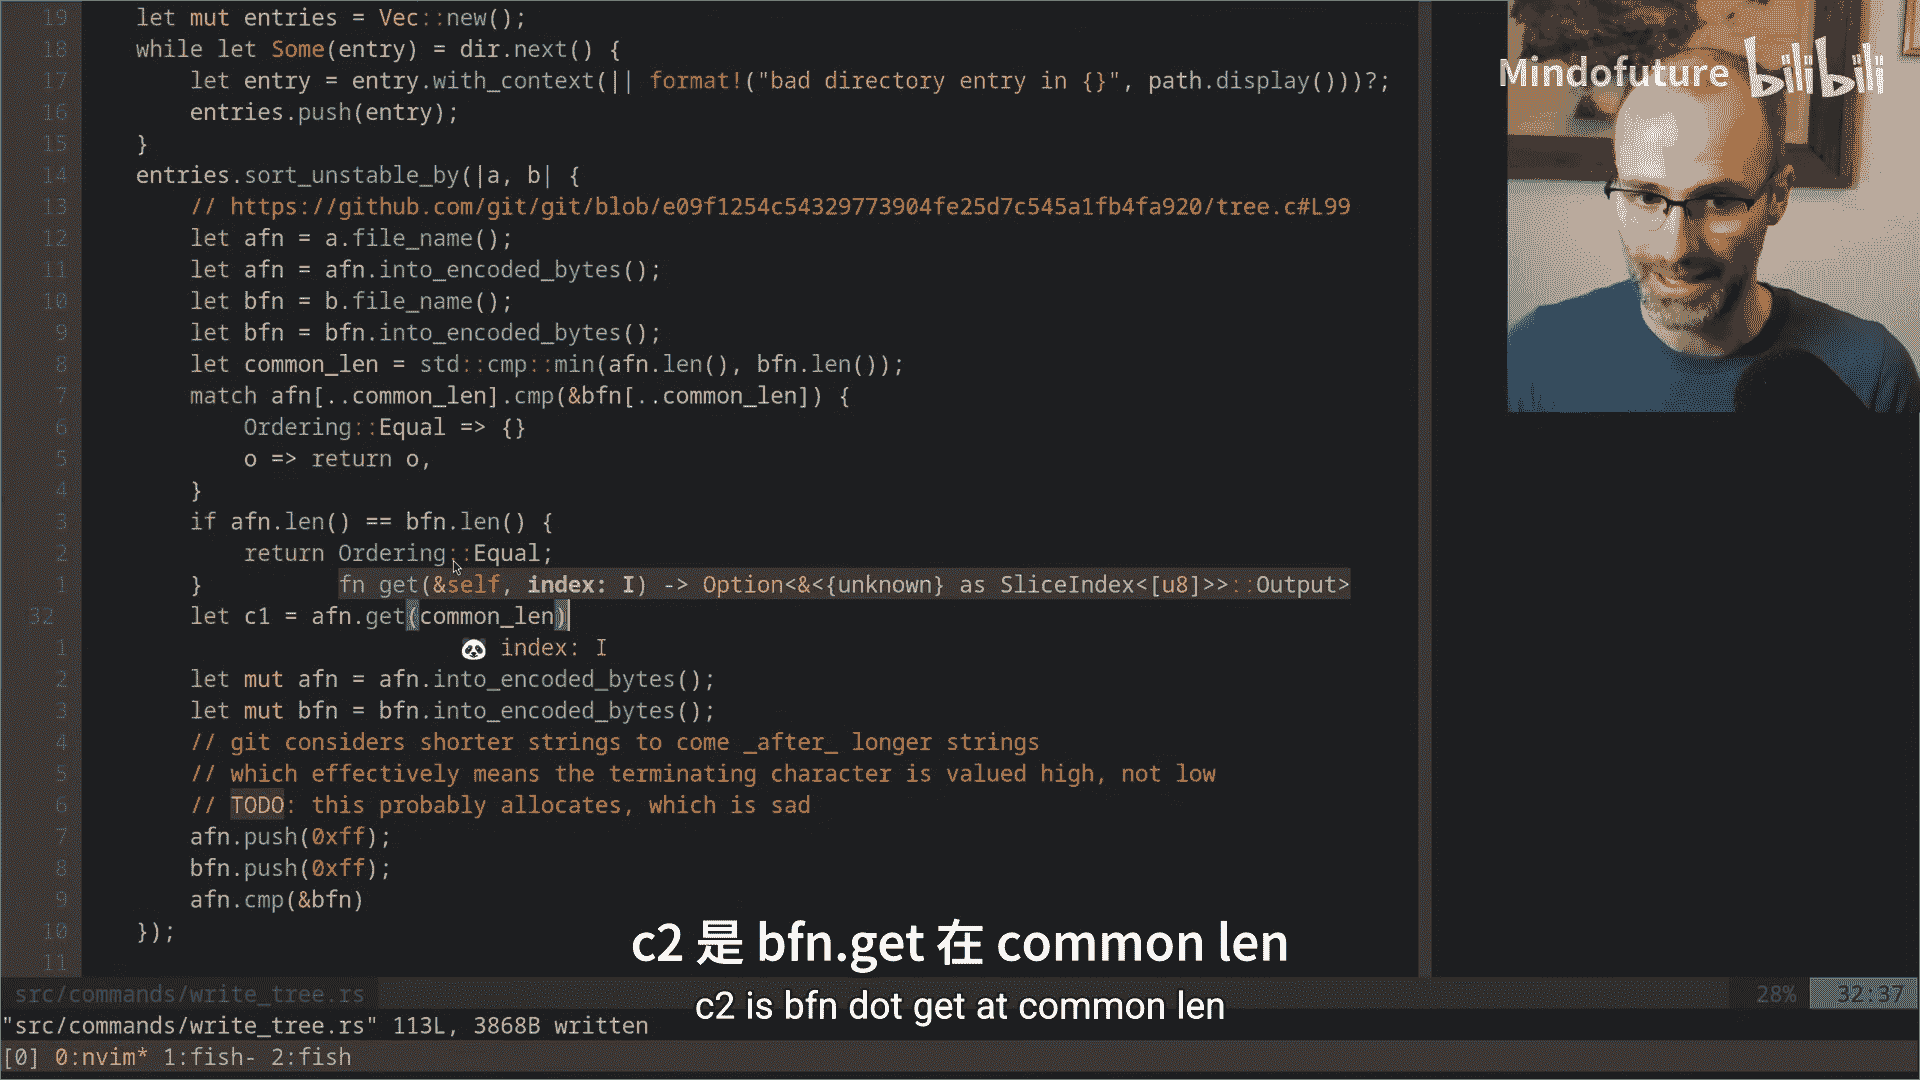 19 let mut entries = Vec::new();
18 while let Some(entry) = dir.next() {
17 let entry = entry.with_context(|| format!("bad directory entry in {}", path.display()))?;
16 entries.push(entry);
15 }
14 entries.sort_unstable_by(|a, b| {
13 // https://github.com/git/git/blob/e09f1254c54329773904fe25d7c545a1fb4fa920/tree.c#L99
12 let afn = a.file_name();
11 let afn = afn.into_encoded_bytes();
10 let bfn = b.file_name();
9 let bfn = bfn.into_encoded_bytes();
8 let common_len = std::cmp::min(afn.len(), bfn.len());
7 match afn[..common_len].cmp(&bfn[..common_len]) {
6 Ordering::Equal => {}
5 o => return o,
4 }
3 if afn.len() == bfn.len() {
2 return Ordering::Equal;
1 } fn get(&self, index: I) -> Option<&<{unknown} as SliceIndex<[u8]>>::Output>
32 let c1 = afn.get(common_len)
1 🐼 index: I
2 let mut afn = afn.into_encoded_bytes();
3 let mut bfn = bfn.into_encoded_bytes();
4 // git considers shorter strings to come _after_ longer strings
5 // which effectively means the terminating character is valued high, not low
6 // TODO: this probably allocates, which is sad
7 afn.push(0xff);
8 bfn.push(0xff);
9 afn.cmp(&bfn)
10 });
11
Mindofuture bilibili
c2 是 bfn.get 在 common len
c2 is bfn dot get at common len
src/commands/write_tree.rs 28% 32:37
"src/commands/write_tree.rs" 113L, 3868B written
[0] 0:nvim* 1:fish- 2:fish